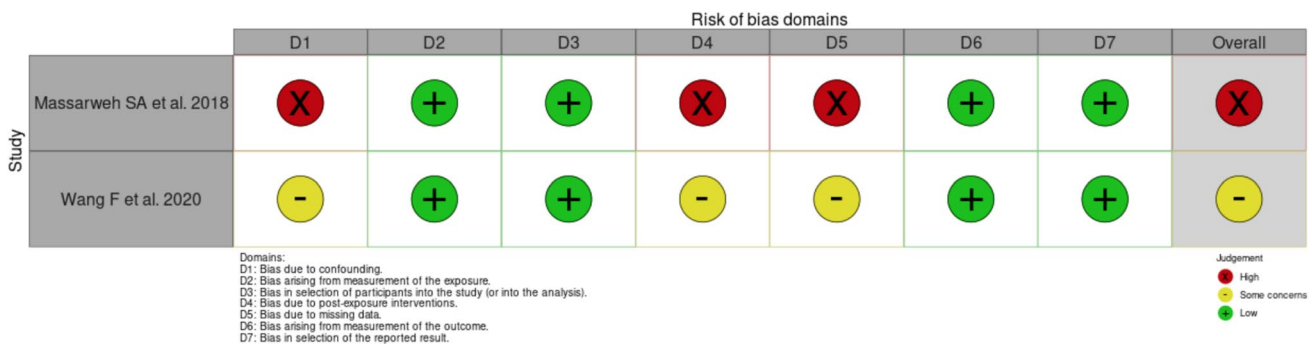 Risk of bias domains
D1 D2 D3 D4 D5 D6 D7 Overall
Study
Massarweh SA et al. 2018 X + + X X + + X
Wang F et al. 2020 - + + - - + + -
Domains:
D1: Bias due to confounding.
D2: Bias arising from measurement of the exposure.
D3: Bias in selection of participants into the study (or into the analysis).
D4: Bias due to post-exposure interventions.
D5: Bias due to missing data.
D6: Bias arising from measurement of the outcome.
D7: Bias in selection of the reported result.
Judgement
X High
- Some concerns
+ Low